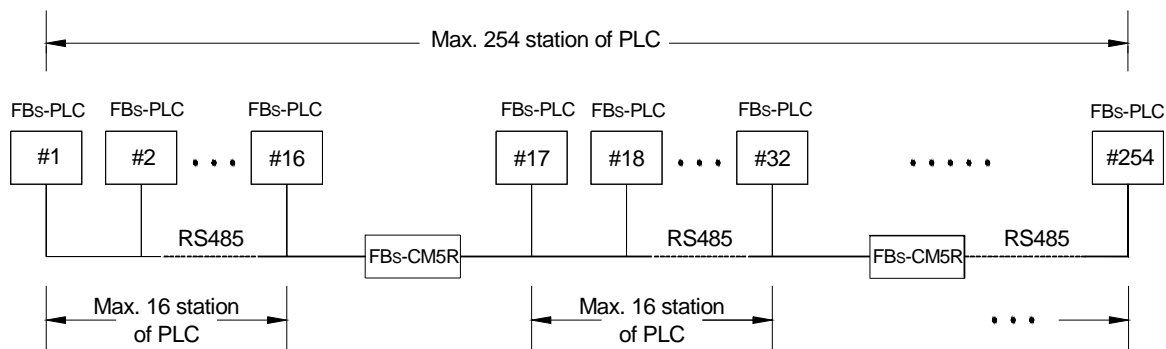 Max. 254 station of PLC
FBs-PLC FBs-PLC FBs-PLC FBs-PLC FBs-PLC FBs-PLC FBs-PLC
#1 #2 #16 #17 #18 #32 #254
RS485 RS485 RS485
FBs-CM5R FBs-CM5R
Max. 16 station
of PLC
Max. 16 station
of PLC